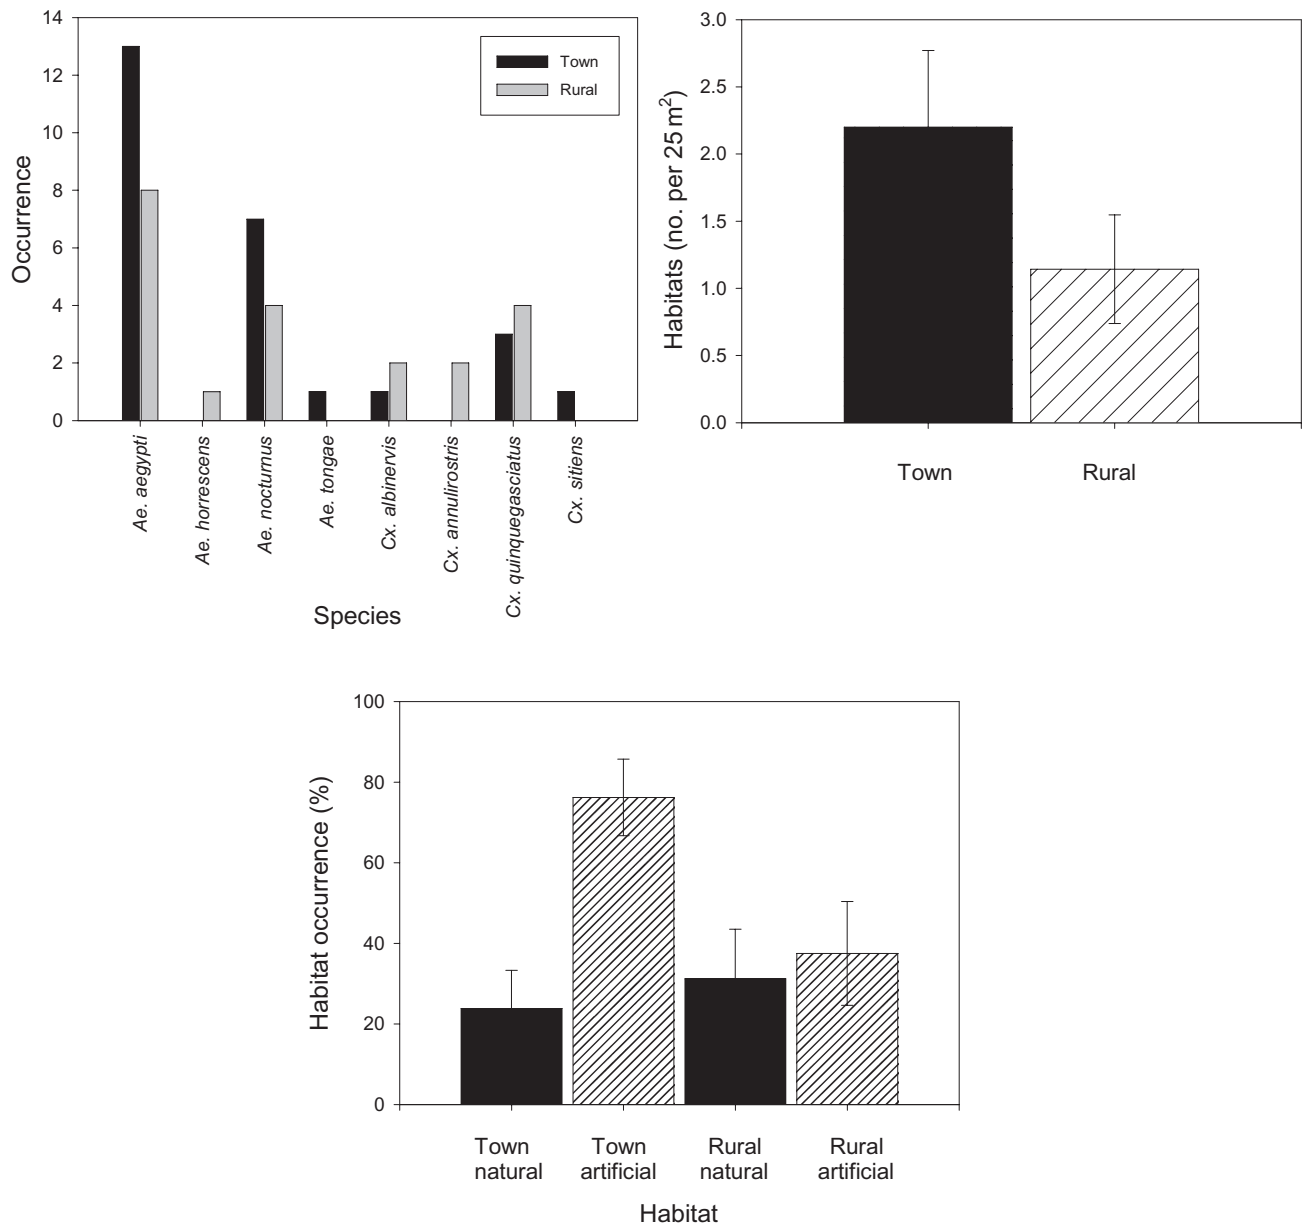 14
12
10
8
6
4
2
0
Occurrence
Town
Rural
Ae. aegypti
Ae. horrescens
Ae. nocturnus
Ae. tongae
Cx. albinervis
Cx. annulirostris
Cx. quinquegasciatus
Cx. sitiens
Species
3.0
2.5
2.0
1.5
1.0
0.5
0.0
Habitats (no. per 25 m²)
Town
Rural
100
80
60
40
20
0
Habitat occurrence (%)
Town
natural
Town
artificial
Rural
natural
Rural
artificial
Habitat